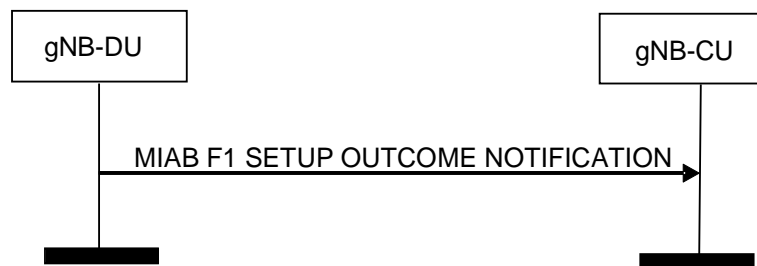 gNB-DU
gNB-CU
MIAB F1 SETUP OUTCOME NOTIFICATION